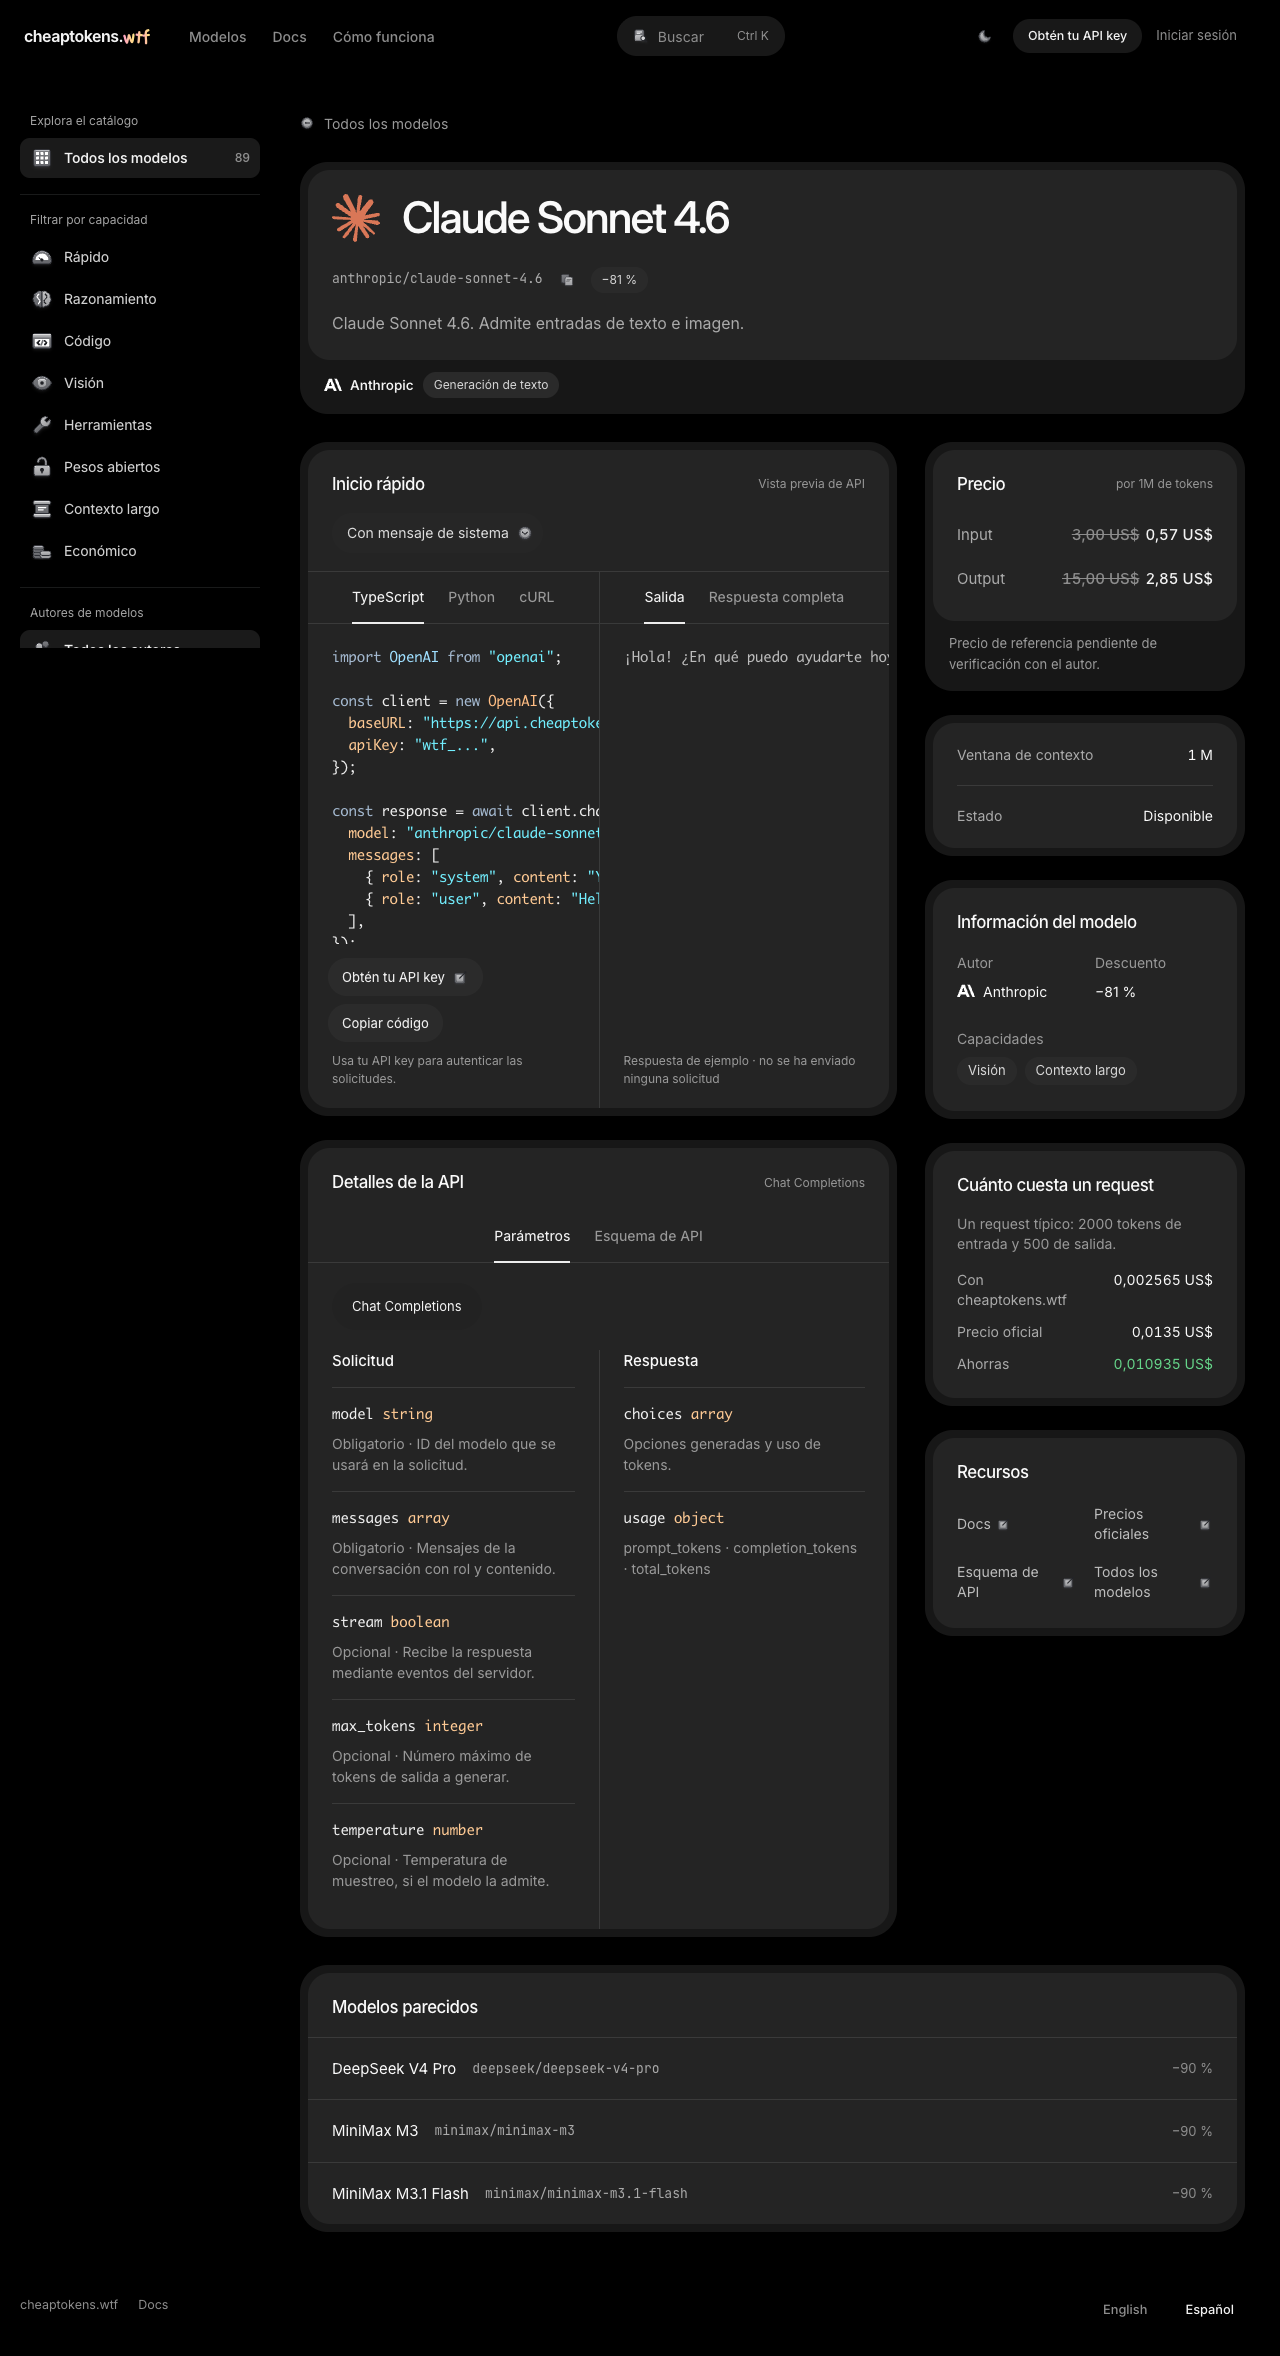 cheaptokens.wtf
Modelos
Docs
Cómo funciona
Buscar
Ctrl K
Obtén tu API key
Iniciar sesión
Explora el catálogo
Todos los modelos 89
Filtrar por capacidad
Rápido
Razonamiento
Código
Visión
Herramientas
Pesos abiertos
Contexto largo
Económico
Autores de modelos
Todos los modelos
Claude Sonnet 4.6
anthropic/claude-sonnet-4.6
−81 %
Claude Sonnet 4.6. Admite entradas de texto e imagen.
Anthropic
Generación de texto
Inicio rápido
Vista previa de API
Con mensaje de sistema
TypeScript
Python
cURL
import OpenAI from "openai";
const client = new OpenAI({
baseURL: "https://api.cheaptoke
apiKey: "wtf_...",
});
const response = await client.cha
model: "anthropic/claude-sonnet
messages: [
{ role: "system", content: "Y
{ role: "user", content: "Hel
],
});
Obtén tu API key
Copiar código
Usa tu API key para autenticar las
solicitudes.
Salida
Respuesta completa
¡Hola! ¿En qué puedo ayudarte hoy
Respuesta de ejemplo · no se ha enviado
ninguna solicitud
Detalles de la API
Chat Completions
Parámetros
Esquema de API
Chat Completions
Solicitud
model string
Obligatorio · ID del modelo que se
usará en la solicitud.
messages array
Obligatorio · Mensajes de la
conversación con rol y contenido.
stream boolean
Opcional · Recibe la respuesta
mediante eventos del servidor.
max_tokens integer
Opcional · Número máximo de
tokens de salida a generar.
temperature number
Opcional · Temperatura de
muestreo, si el modelo la admite.
Respuesta
choices array
Opciones generadas y uso de
tokens.
usage object
prompt_tokens · completion_tokens
· total_tokens
Precio
por 1M de tokens
Input 3,00 US$ 0,57 US$
Output 15,00 US$ 2,85 US$
Precio de referencia pendiente de
verificación con el autor.
Ventana de contexto 1 M
Estado Disponible
Información del modelo
Autor
Anthropic
Descuento
−81 %
Capacidades
Visión
Contexto largo
Cuánto cuesta un request
Un request típico: 2000 tokens de
entrada y 500 de salida.
Con
cheaptokens.wtf
0,002565 US$
Precio oficial 0,0135 US$
Ahorras 0,010935 US$
Recursos
Docs
Precios
oficiales
Esquema de
API
Todos los
modelos
Modelos parecidos
DeepSeek V4 Pro deepseek/deepseek-v4-pro −90 %
MiniMax M3 minimax/minimax-m3 −90 %
MiniMax M3.1 Flash minimax/minimax-m3.1-flash −90 %
cheaptokens.wtf
Docs
English
Español